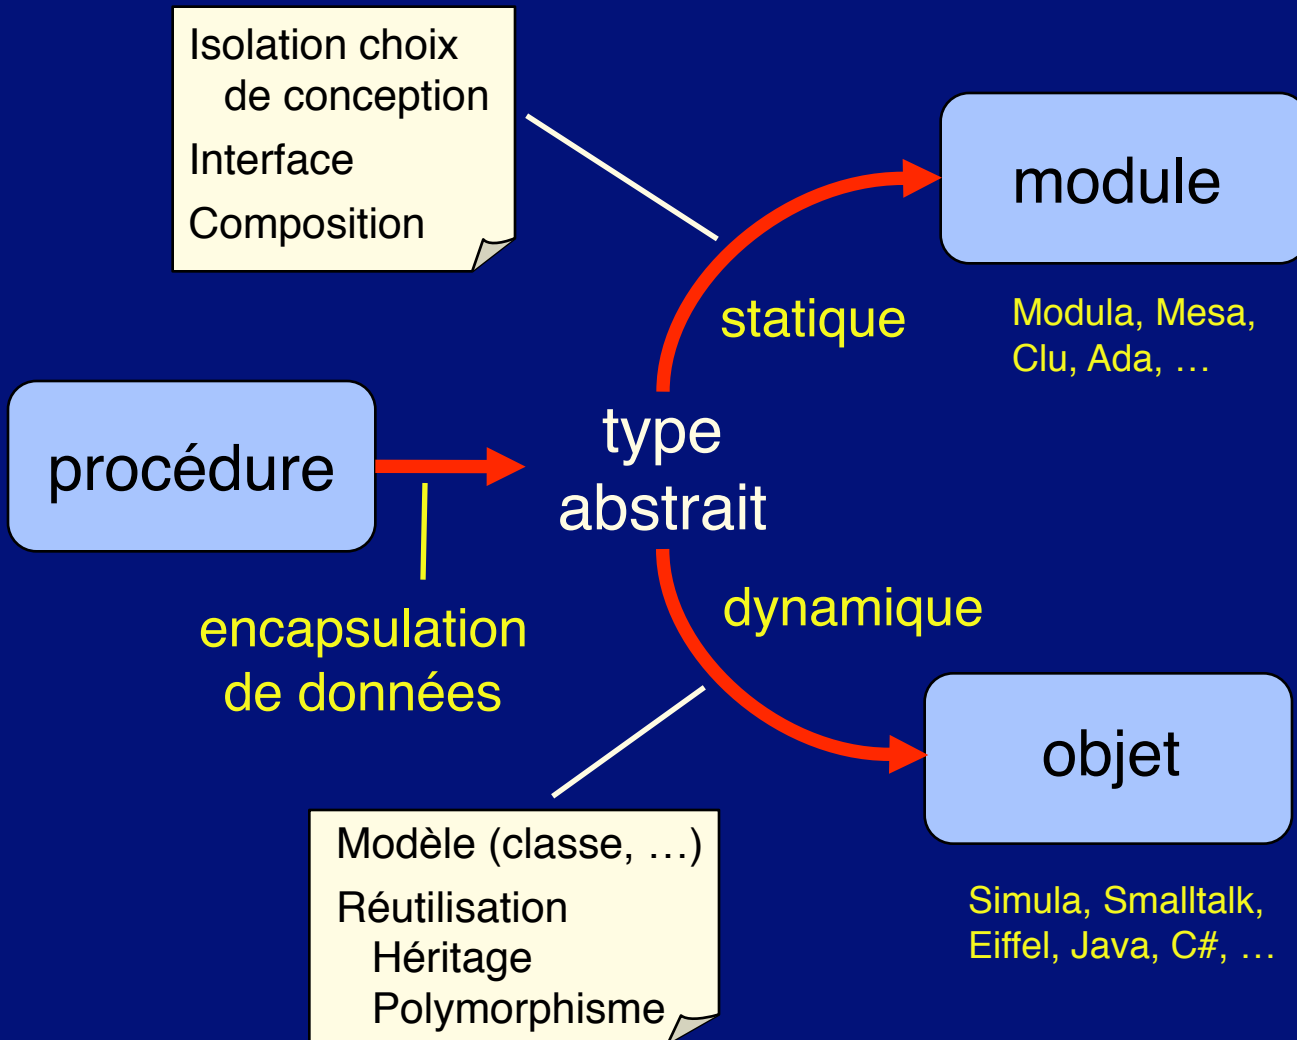 Isolation choix
de conception
Interface
Composition
module
statique
Modula, Mesa,
Clu, Ada, …
procédure
type
abstrait
encapsulation
de données
dynamique
objet
Modèle (classe, …)
Réutilisation
Héritage
Polymorphisme
Simula, Smalltalk,
Eiffel, Java, C#, …